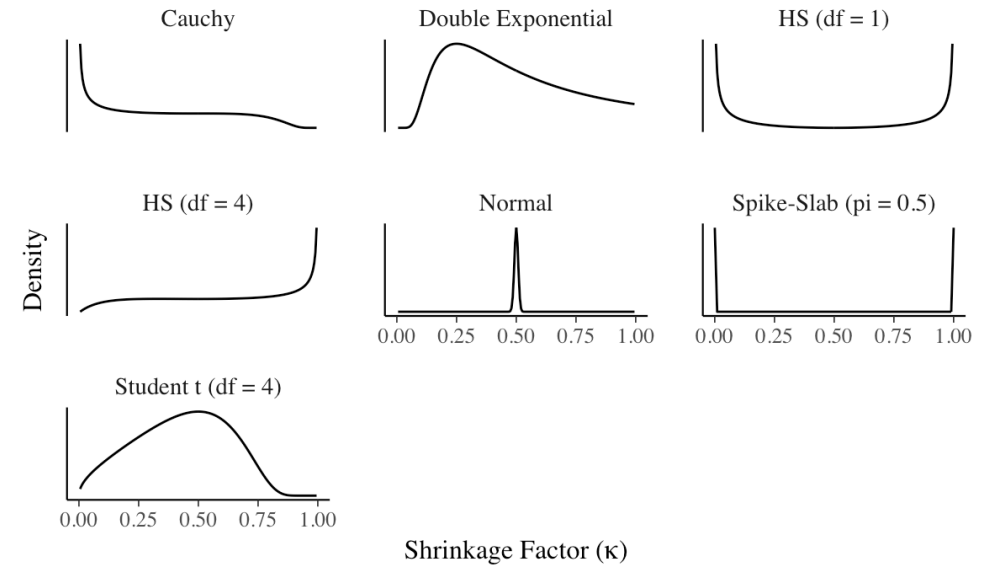 Cauchy
Double Exponential
HS (df = 1)
HS (df = 4)
Normal
Spike-Slab (pi = 0.5)
Density
0.00 0.25 0.50 0.75 1.00
0.00 0.25 0.50 0.75 1.00
Student t (df = 4)
0.00 0.25 0.50 0.75 1.00
Shrinkage Factor (κ)